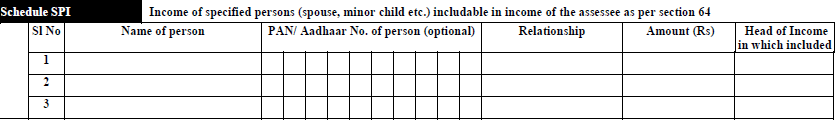 Schedule SPI Income of specified persons (spouse, minor child etc.) includable in income of the assessee as per section 64
Sl No Name of person PAN/ Aadhaar No. of person (optional) Relationship Amount (Rs) Head of Income
in which included
1
2
3